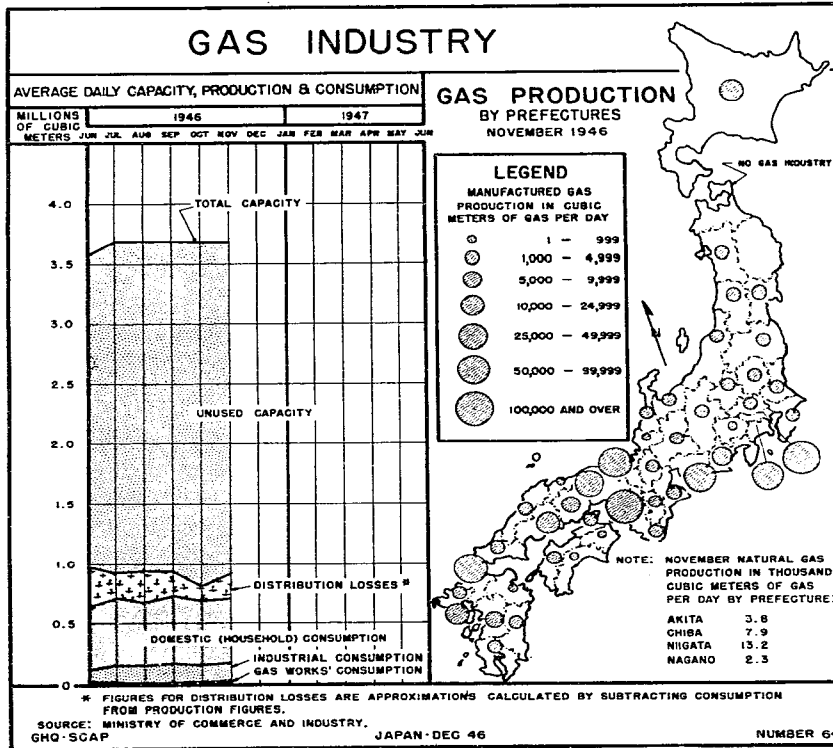 GAS INDUSTRY
AVERAGE DAILY CAPACITY, PRODUCTION & CONSUMPTION
MILLIONS OF CUBIC METERS
1946 1947
JUN JUL AUG SEP OCT NOV DEC JAN FEB MAR APR MAY JUN
4.0
3.5
3.0
2.5
2.0
1.5
1.0
0.5
0
TOTAL CAPACITY
UNUSED CAPACITY
DISTRIBUTION LOSSES *
DOMESTIC (HOUSEHOLD) CONSUMPTION
INDUSTRIAL CONSUMPTION
GAS WORKS' CONSUMPTION
GAS PRODUCTION
BY PREFECTURES
NOVEMBER 1946
NO GAS INDUSTRY
LEGEND
MANUFACTURED GAS
PRODUCTION IN CUBIC
METERS OF GAS PER DAY
1 - 999
1,000 - 4,999
5,000 - 9,999
10,000 - 24,999
25,000 - 49,999
50,000 - 99,999
100,000 AND OVER
N
NOTE: NOVEMBER NATURAL GAS
PRODUCTION IN THOUSAND
CUBIC METERS OF GAS
PER DAY BY PREFECTURE:
AKITA 3.8
CHIBA 7.9
NIIGATA 13.2
NAGANO 2.3
* FIGURES FOR DISTRIBUTION LOSSES ARE APPROXIMATIONS CALCULATED BY SUBTRACTING CONSUMPTION
FROM PRODUCTION FIGURES.
SOURCE: MINISTRY OF COMMERCE AND INDUSTRY.
GHQ-SCAP JAPAN-DEC 46 NUMBER